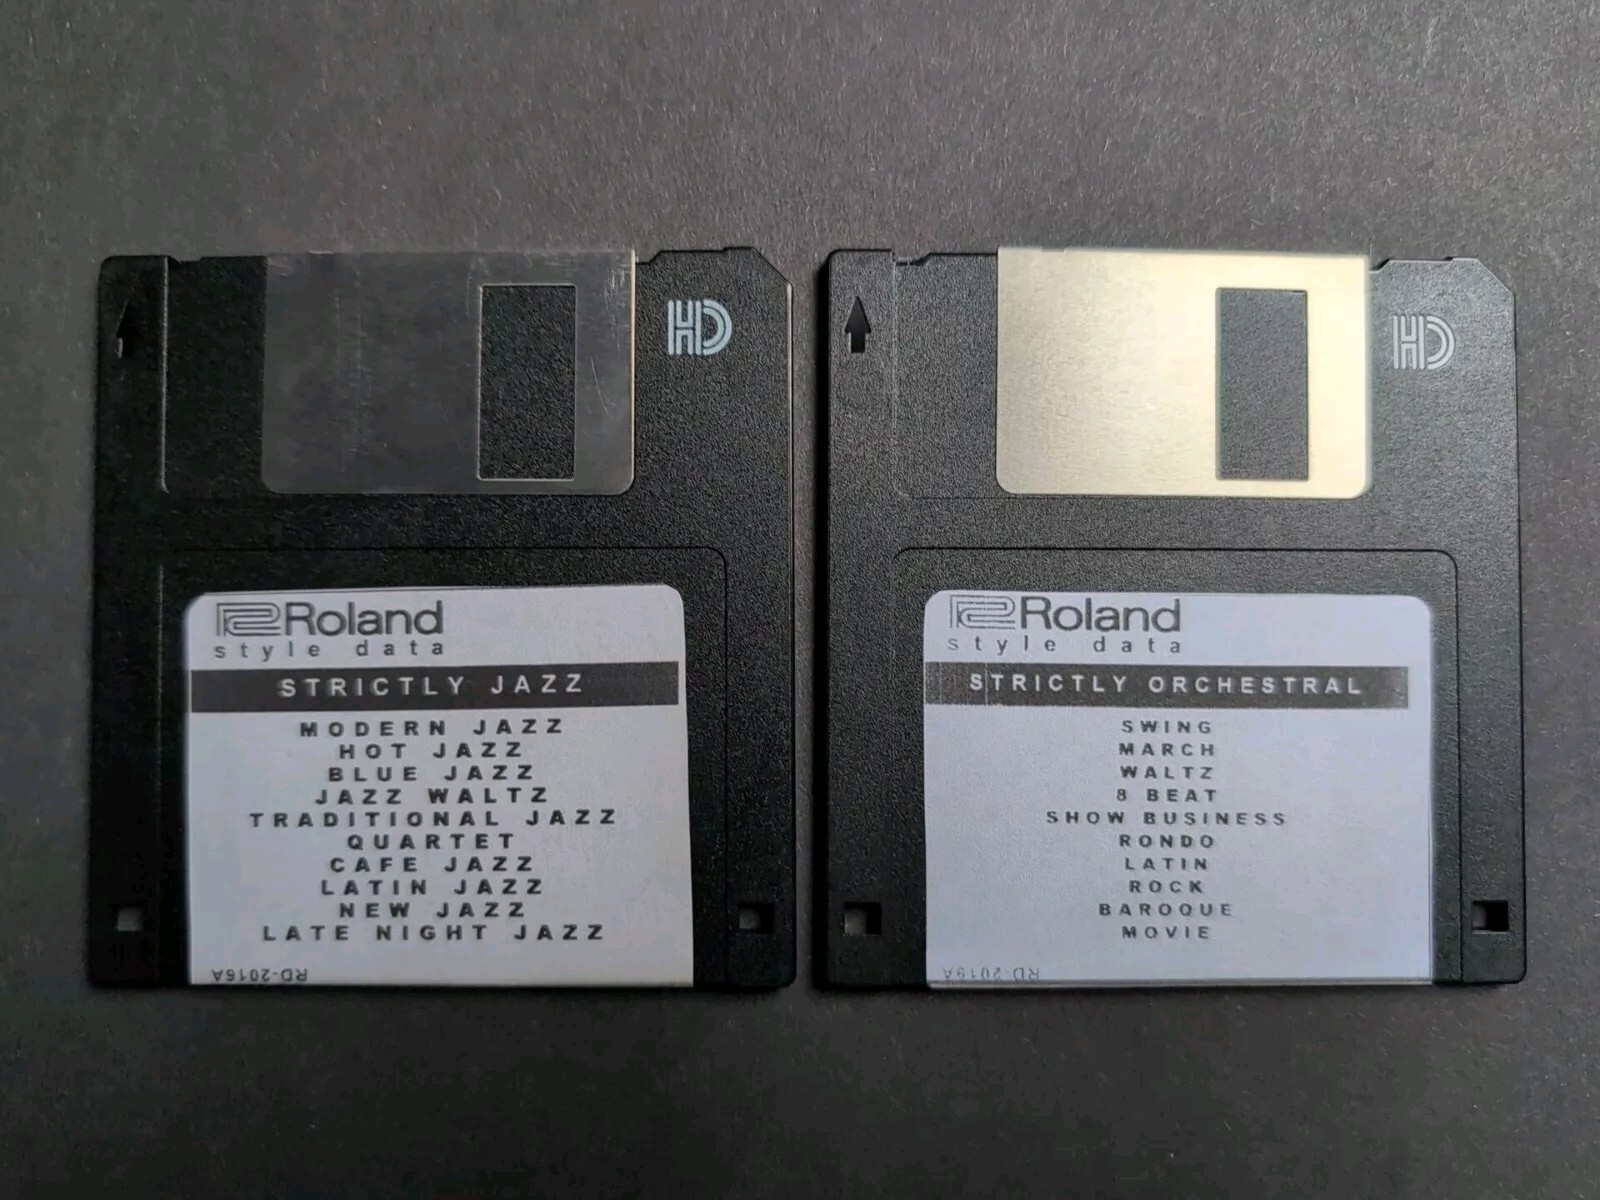 HD
Roland
style data
STRICTLY JAZZ
MODERN JAZZ
HOT JAZZ
BLUE JAZZ
JAZZ WALTZ
TRADITIONAL JAZZ
QUARTET
CAFE JAZZ
LATIN JAZZ
NEW JAZZ
LATE NIGHT JAZZ
RD-2016A
HD
Roland
style data
STRICTLY ORCHESTRAL
SWING
MARCH
WALTZ
8 BEAT
SHOW BUSINESS
RONDO
LATIN
ROCK
BAROQUE
MOVIE
RD-2019A